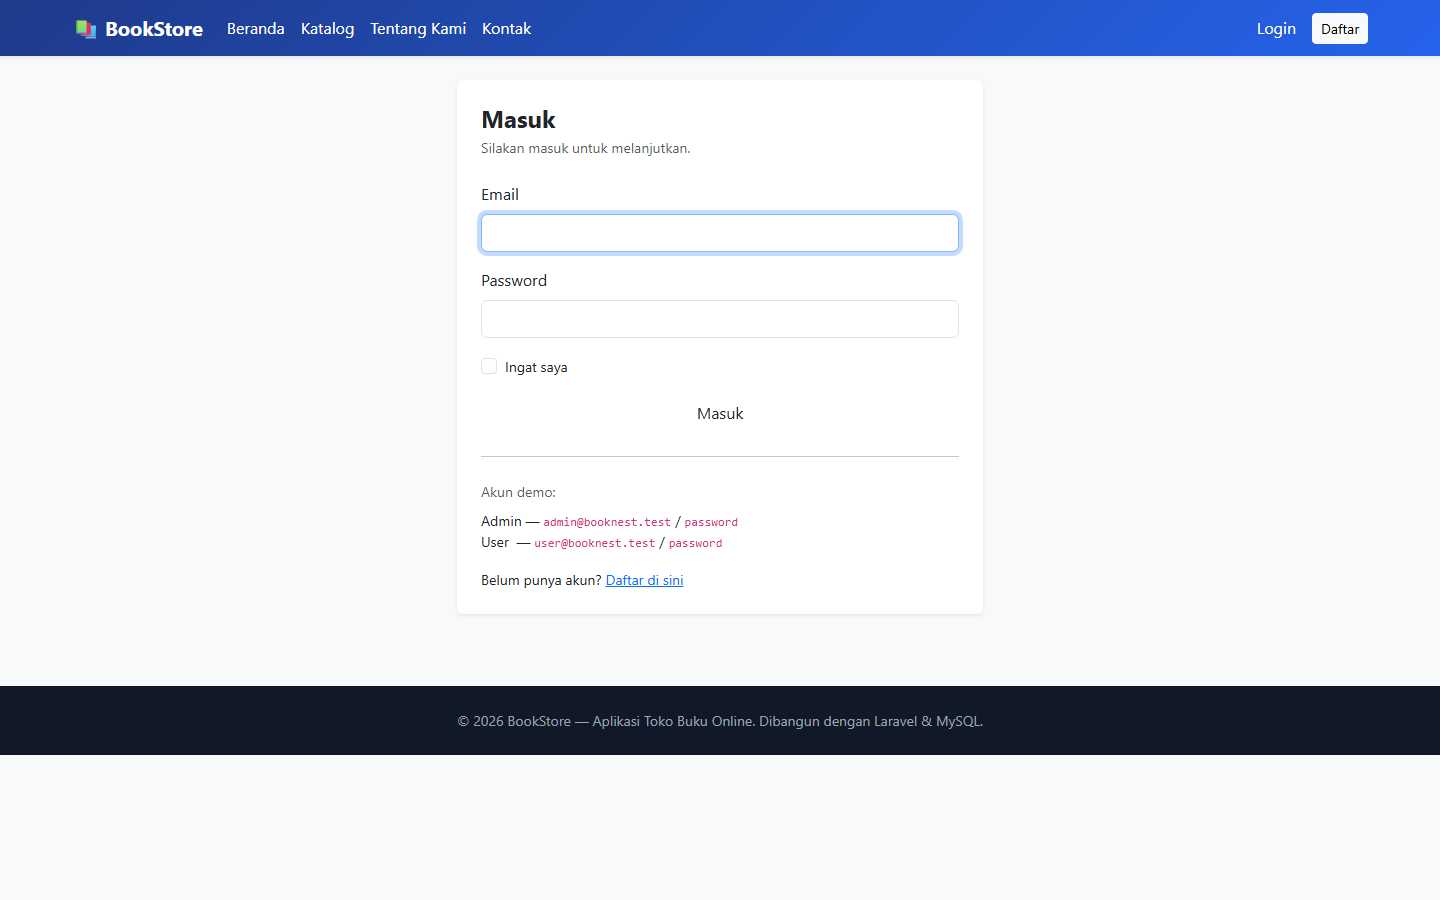 BookStore
Beranda
Katalog
Tentang Kami
Kontak
Login
Daftar
Masuk
Silakan masuk untuk melanjutkan.
Email
Password
Ingat saya
Masuk
Akun demo:
Admin — admin@booknest.test / password
User — user@booknest.test / password
Belum punya akun? Daftar di sini
© 2026 BookStore — Aplikasi Toko Buku Online. Dibangun dengan Laravel & MySQL.